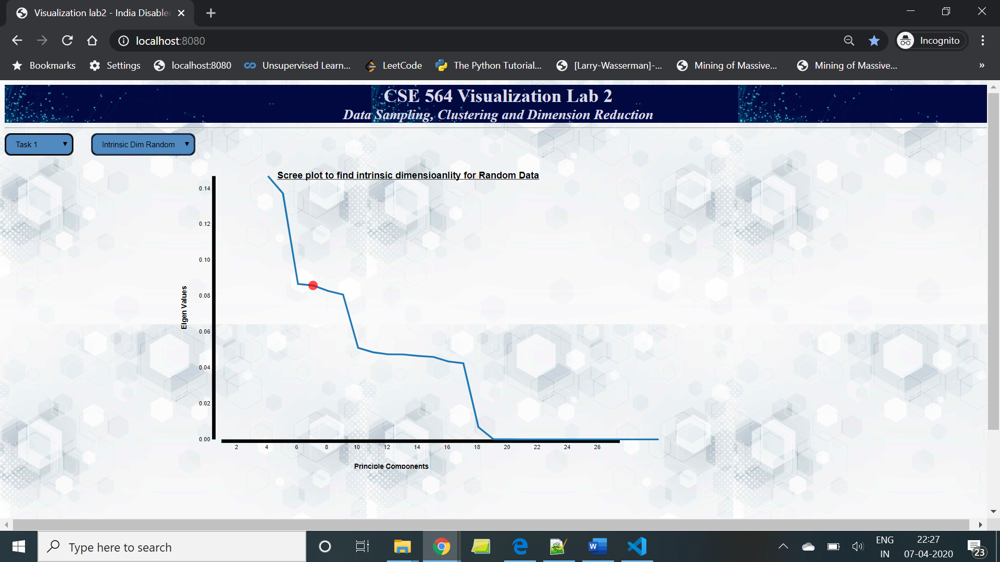 Visualization lab2 - India Disable
localhost:8080
Incognito
Bookmarks Settings localhost:8080 Unsupervised Learn... LeetCode The Python Tutorial... [Larry-Wasserman]-... Mining of Massive... Mining of Massive... »
CSE 564 Visualization Lab 2
Data Sampling, Clustering and Dimension Reduction
Task 1 Intrinsic Dim Random
Scree plot to find intrinsic dimensioanlity for Random Data
0.14
0.12
0.10
0.08
0.06
0.04
0.02
0.00
Eigen Values
2 4 6 8 10 12 14 16 18 20 22 24 26
Principle Components
Type here to search
ENG
IN
22:27
07-04-2020
23